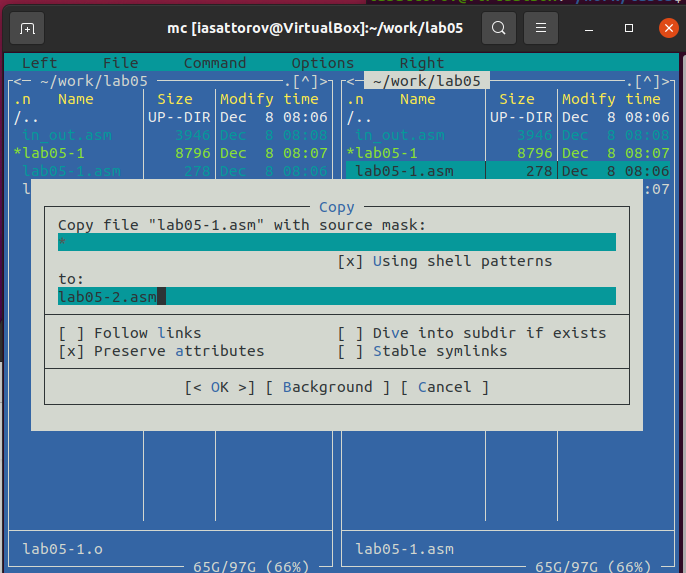 mc [iasattorov@VirtualBox]:~/work/lab05
Left File Command Options Right
<─ ~/work/lab05 .[^]> <─ ~/work/lab05 .[^]>
.n Name Size Modify time .n Name Size Modify time
/.. UP--DIR Dec 8 08:06 /.. UP--DIR Dec 8 08:06
in_out.asm 3946 Dec 8 08:08 in_out.asm 3946 Dec 8 08:08
*lab05-1 8796 Dec 8 08:07 *lab05-1 8796 Dec 8 08:07
lab05-1.asm 278 Dec 8 08:06 lab05-1.asm 278 Dec 8 08:06
l :07
Copy
Copy file "lab05-1.asm" with source mask:
*
[x] Using shell patterns
to:
lab05-2.asm
[ ] Follow links [ ] Dive into subdir if exists
[x] Preserve attributes [ ] Stable symlinks
[< OK >] [ Background ] [ Cancel ]
lab05-1.o lab05-1.asm
65G/97G (66%) 65G/97G (66%)